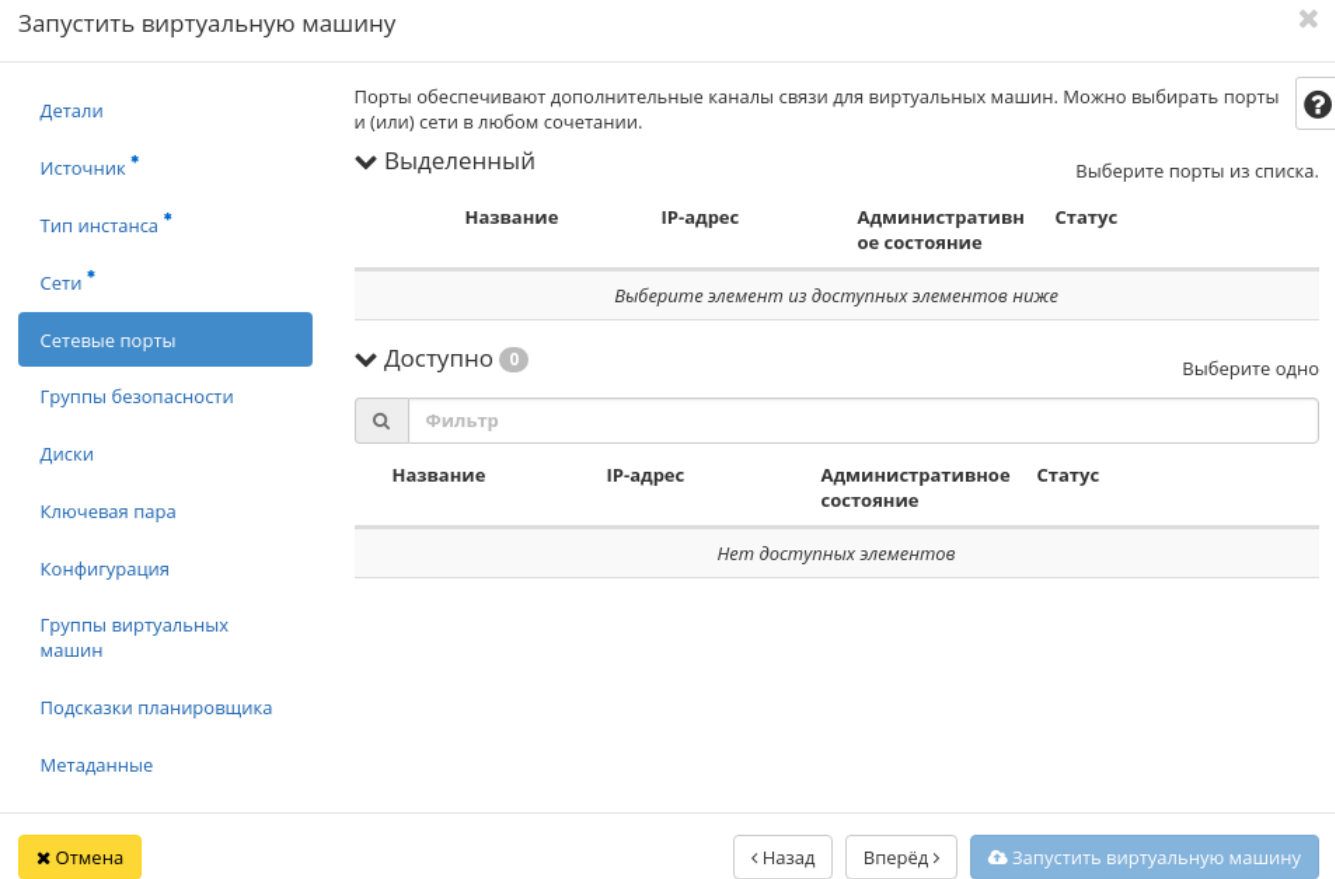 Запустить виртуальную машину
Детали
Источник *
Тип инстанса *
Сети *
Сетевые порты
Группы безопасности
Диски
Ключевая пара
Конфигурация
Группы виртуальных
машин
Подсказки планировщика
Метаданные
Порты обеспечивают дополнительные каналы связи для виртуальных машин. Можно выбирать порты
и (или) сети в любом сочетании.
Выделенный
Выберите порты из списка.
Название IP-адрес Административн Статус
ое состояние
Выберите элемент из доступных элементов ниже
Доступно 0
Выберите одно
Фильтр
Название IP-адрес Административное Статус
состояние
Нет доступных элементов
Отмена
Назад Вперёд Запустить виртуальную машину